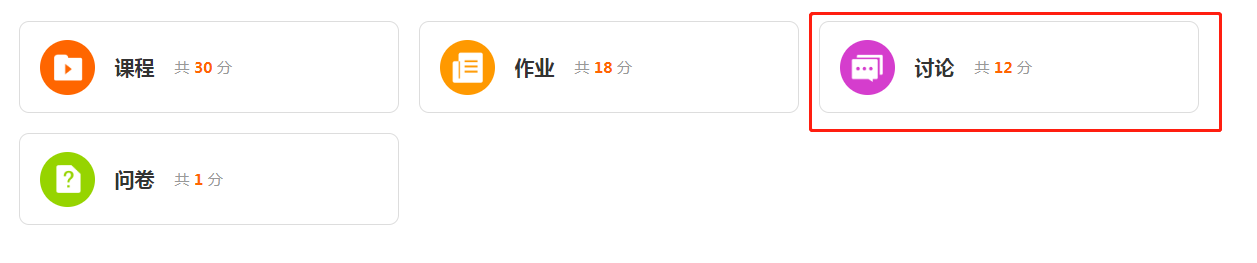 课程 共 30 分
作业 共 18 分
讨论 共 12 分
问卷 共 1 分